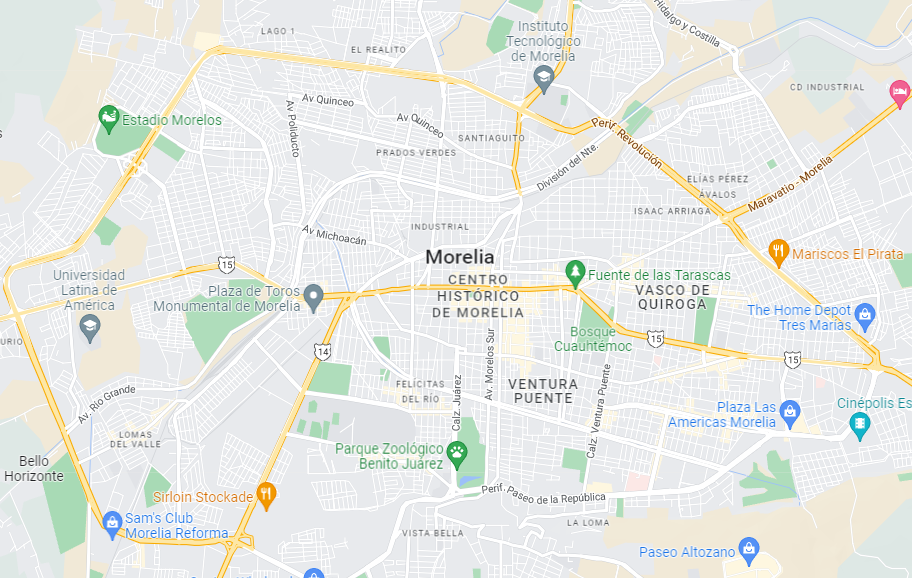 Hidalgo y Costilla
LAGO 1
Instituto
Tecnológico
de Morelia
EL REALITO
CD INDUSTRIAL
Av Quinceo
Av Poliducto
Estadio Morelos
Av Quinceo
SANTIAGUITO
Perif. Revolución
PRADOS VERDES
División del Nte.
ELÍAS PÉREZ
ÁVALOS
Maravatio - Morelia
ISAAC ARRIAGA
INDUSTRIAL
Av Michoacán
Morelia
Mariscos El Pirata
15
Universidad
Latina de
América
CENTRO
HISTÓRICO
DE MORELIA
Fuente de las Tarascas
VASCO DE
QUIROGA
Plaza de Toros
Monumental de Morelia
The Home Depot
Tres Marías
URIO
14
Av. Morelos Sur
Bosque
Cuauhtémoc
15
15
Av. Río Grande
FELÍCITAS
DEL RÍO
Calz. Juárez
VENTURA
PUENTE
Calz. Ventura Puente
Plaza Las
Americas Morelia
Cinépolis Es
LOMAS
DEL VALLE
Parque Zoológico
Benito Juárez
Bello
Horizonte
Sirloin Stockade
Perif. Paseo de la República
Sam's Club
Morelia Reforma
VISTA BELLA
LA LOMA
Paseo Altozano